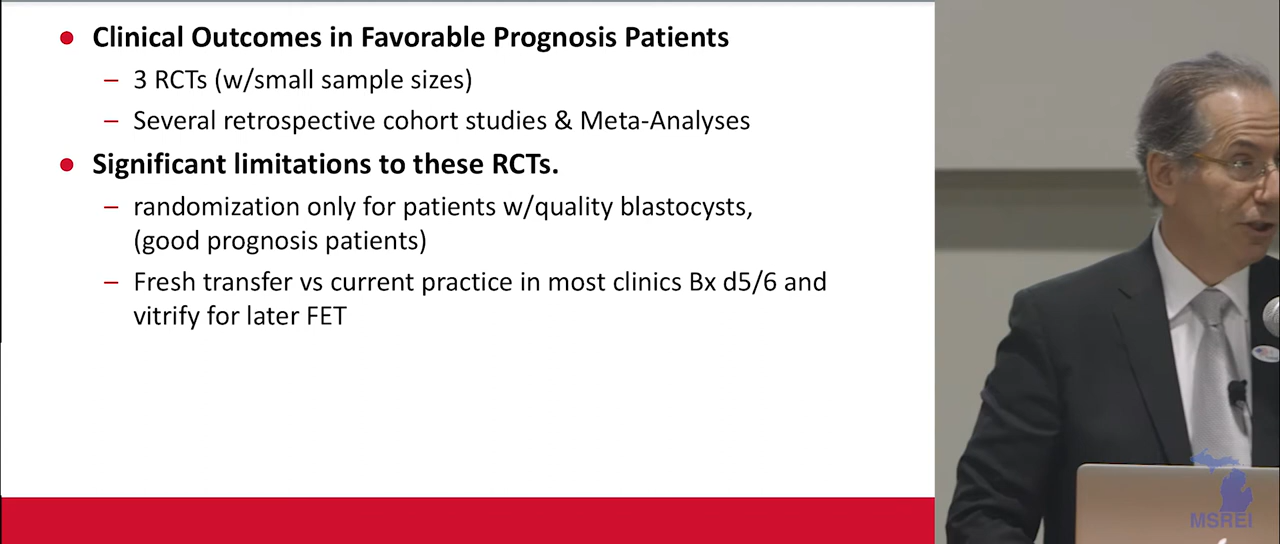 Clinical Outcomes in Favorable Prognosis Patients
– 3 RCTs (w/small sample sizes)
– Several retrospective cohort studies & Meta-Analyses
Significant limitations to these RCTs.
– randomization only for patients w/quality blastocysts,
(good prognosis patients)
– Fresh transfer vs current practice in most clinics Bx d5/6 and
vitrify for later FET
MSREI